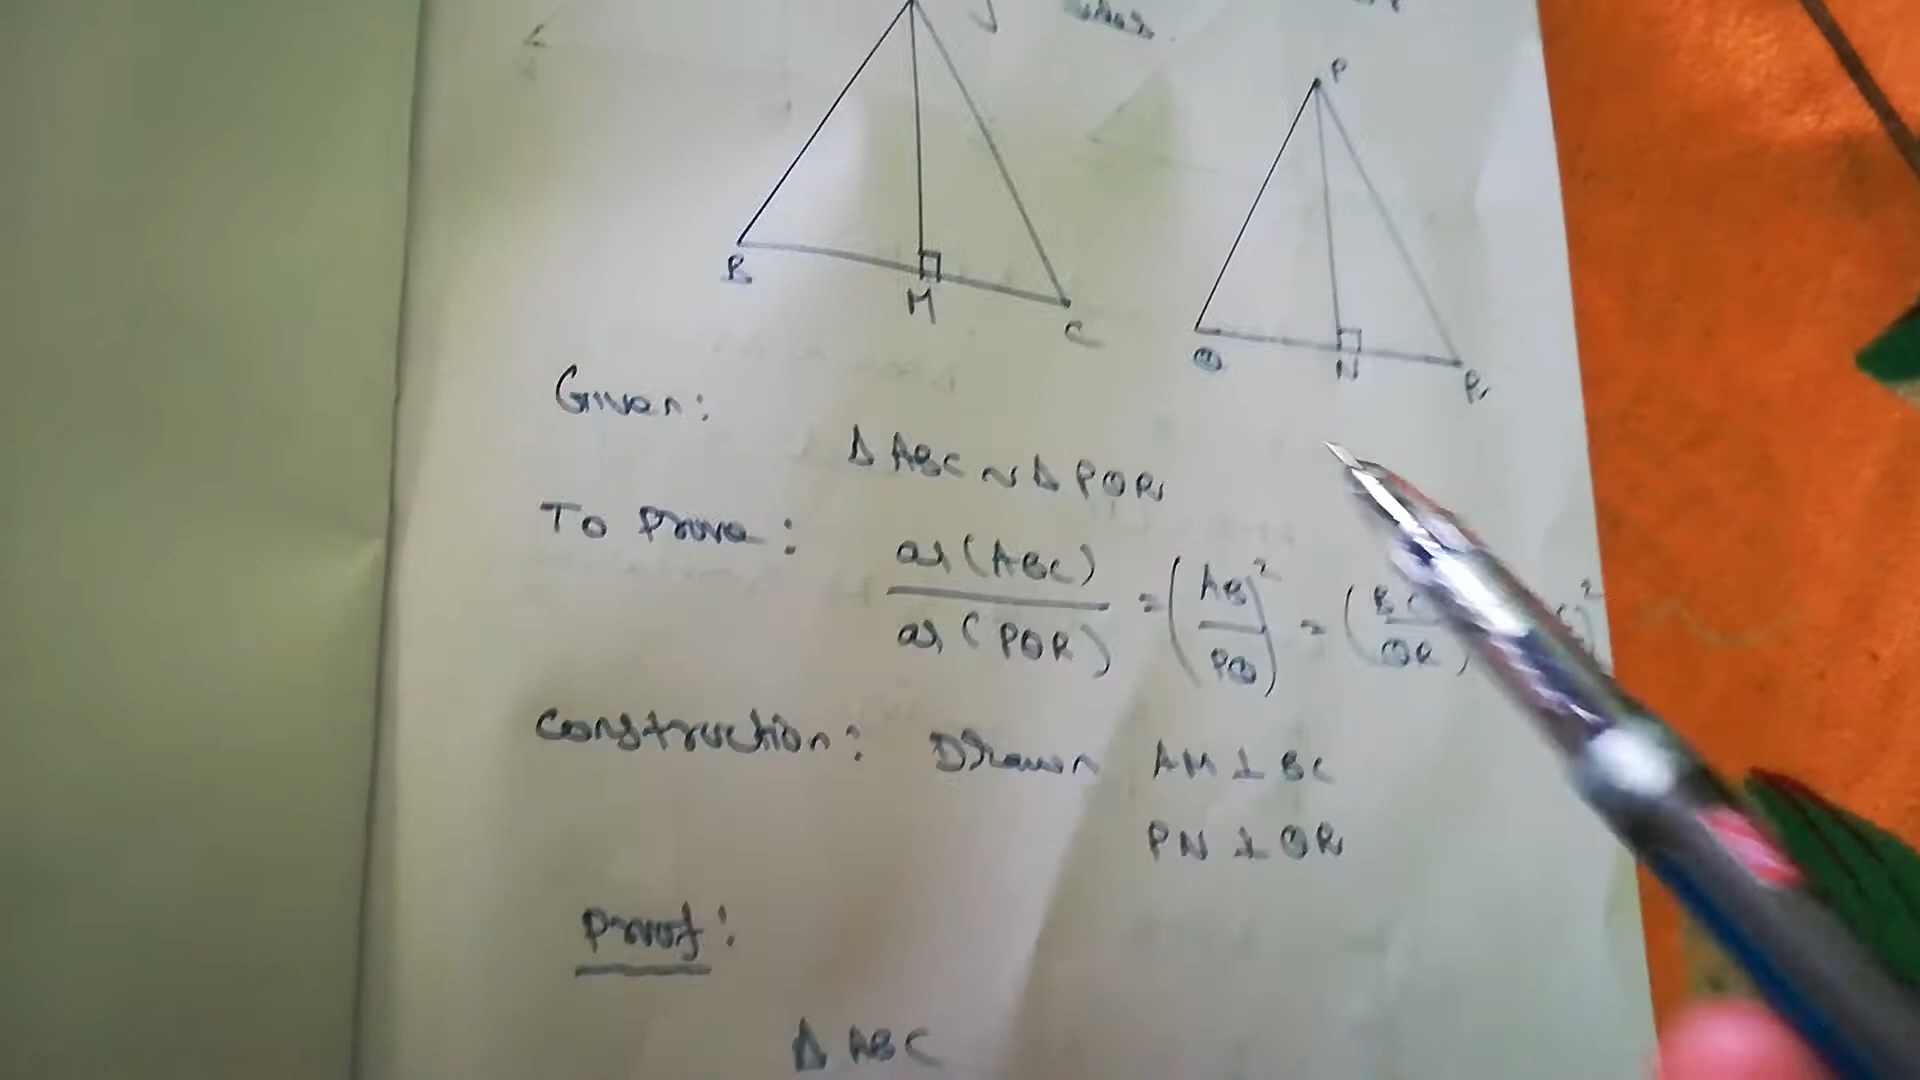 P
B
M
C
Q
N
R
Given:
Δ ABC ~ Δ PQR
To Prove:
ar(ABC) / ar(PQR) = (AB/PQ)² = (BC/QR)²
Construction: Drawn AM ⊥ BC
PN ⊥ QR
Proof:
Δ ABC